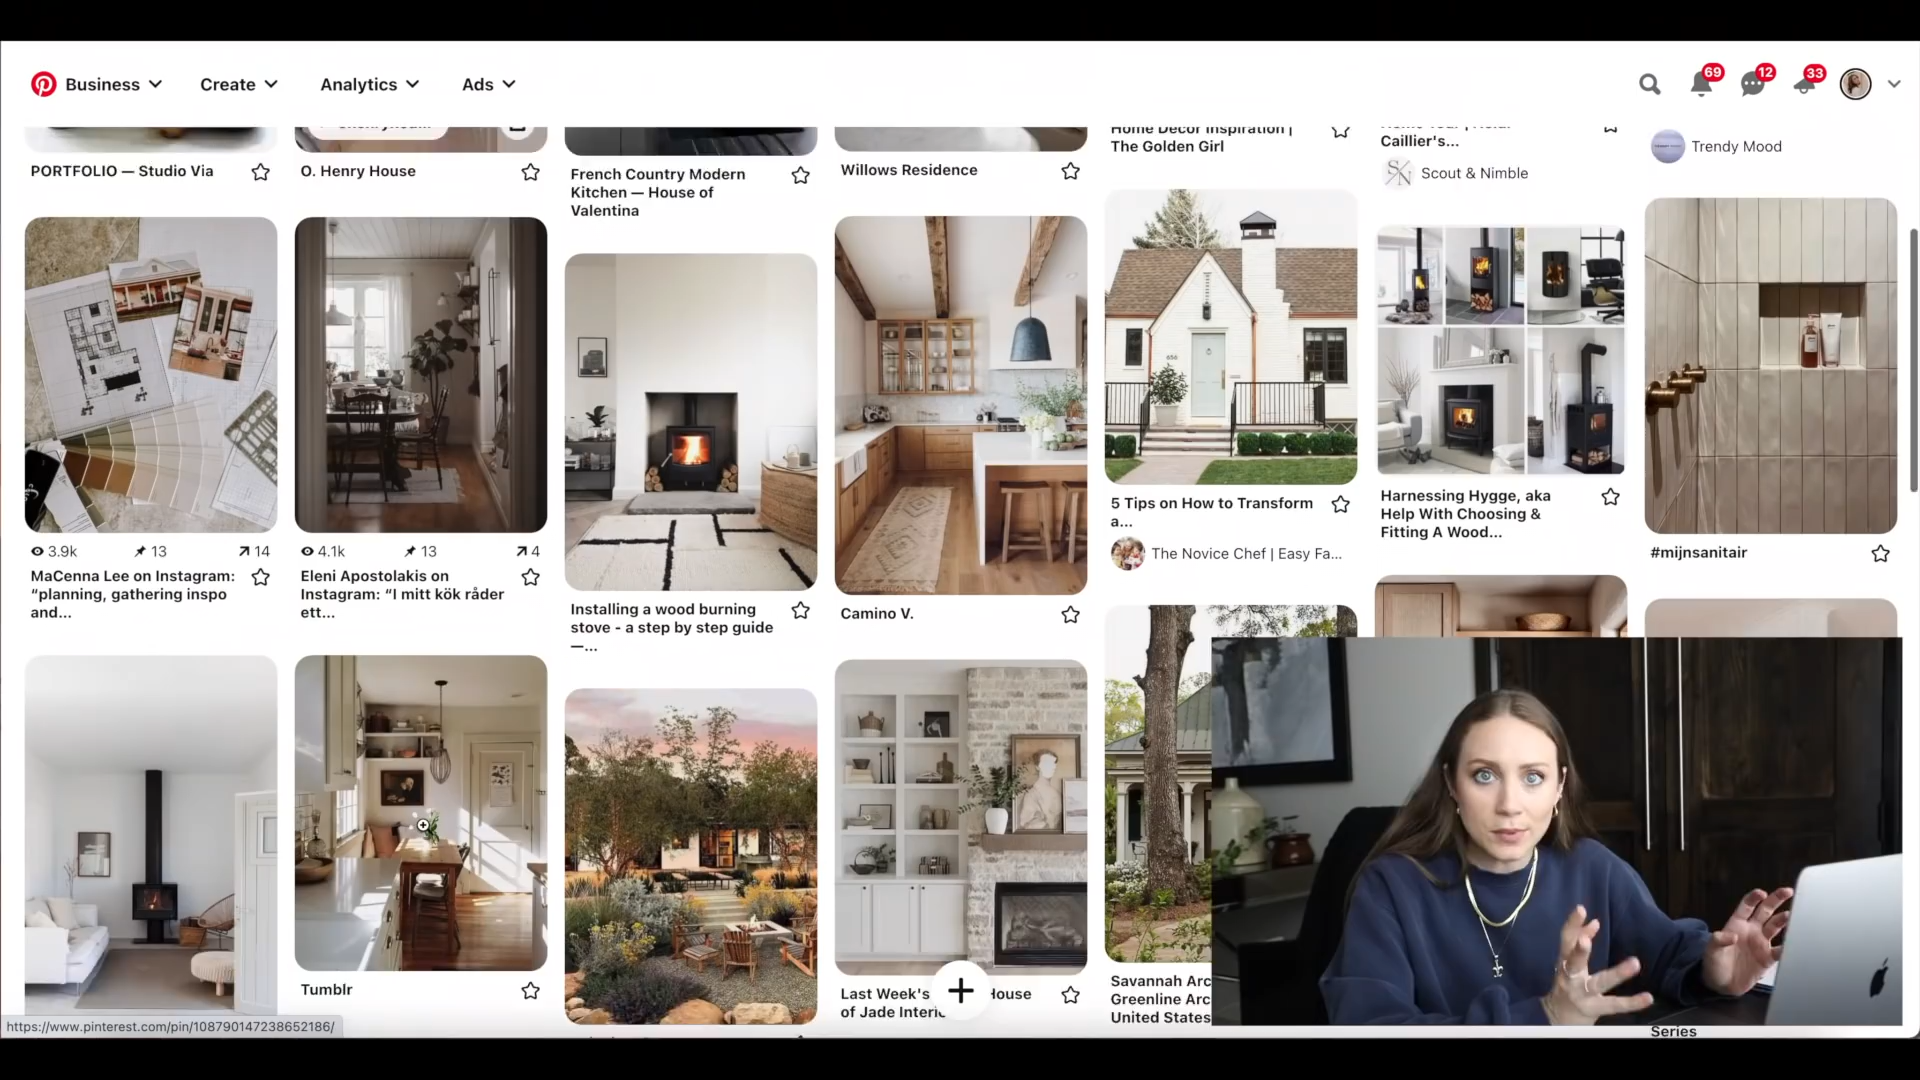 Business
Create
Analytics
Ads
69
12
33
PORTFOLIO — Studio Via
O. Henry House
French Country Modern
Kitchen — House of
Valentina
Willows Residence
Home Decor Inspiration |
The Golden Girl
Caillier's...
Scout & Nimble
Trendy Mood
3.9k
13
14
MaCenna Lee on Instagram:
“planning, gathering inspo
and...
4.1k
13
4
Eleni Apostolakis on
Instagram: “I mitt kök råder
ett...
Installing a wood burning
stove - a step by step guide
—...
Camino V.
656
5 Tips on How to Transform
a...
The Novice Chef | Easy Fa...
Harnessing Hygge, aka
Help With Choosing &
Fitting A Wood...
#mijnsanitair
Tumblr
Last Week's
House
of Jade Interi
Savannah Arc
Greenline Arc
United States
Series
https://www.pinterest.com/pin/108790147238652186/